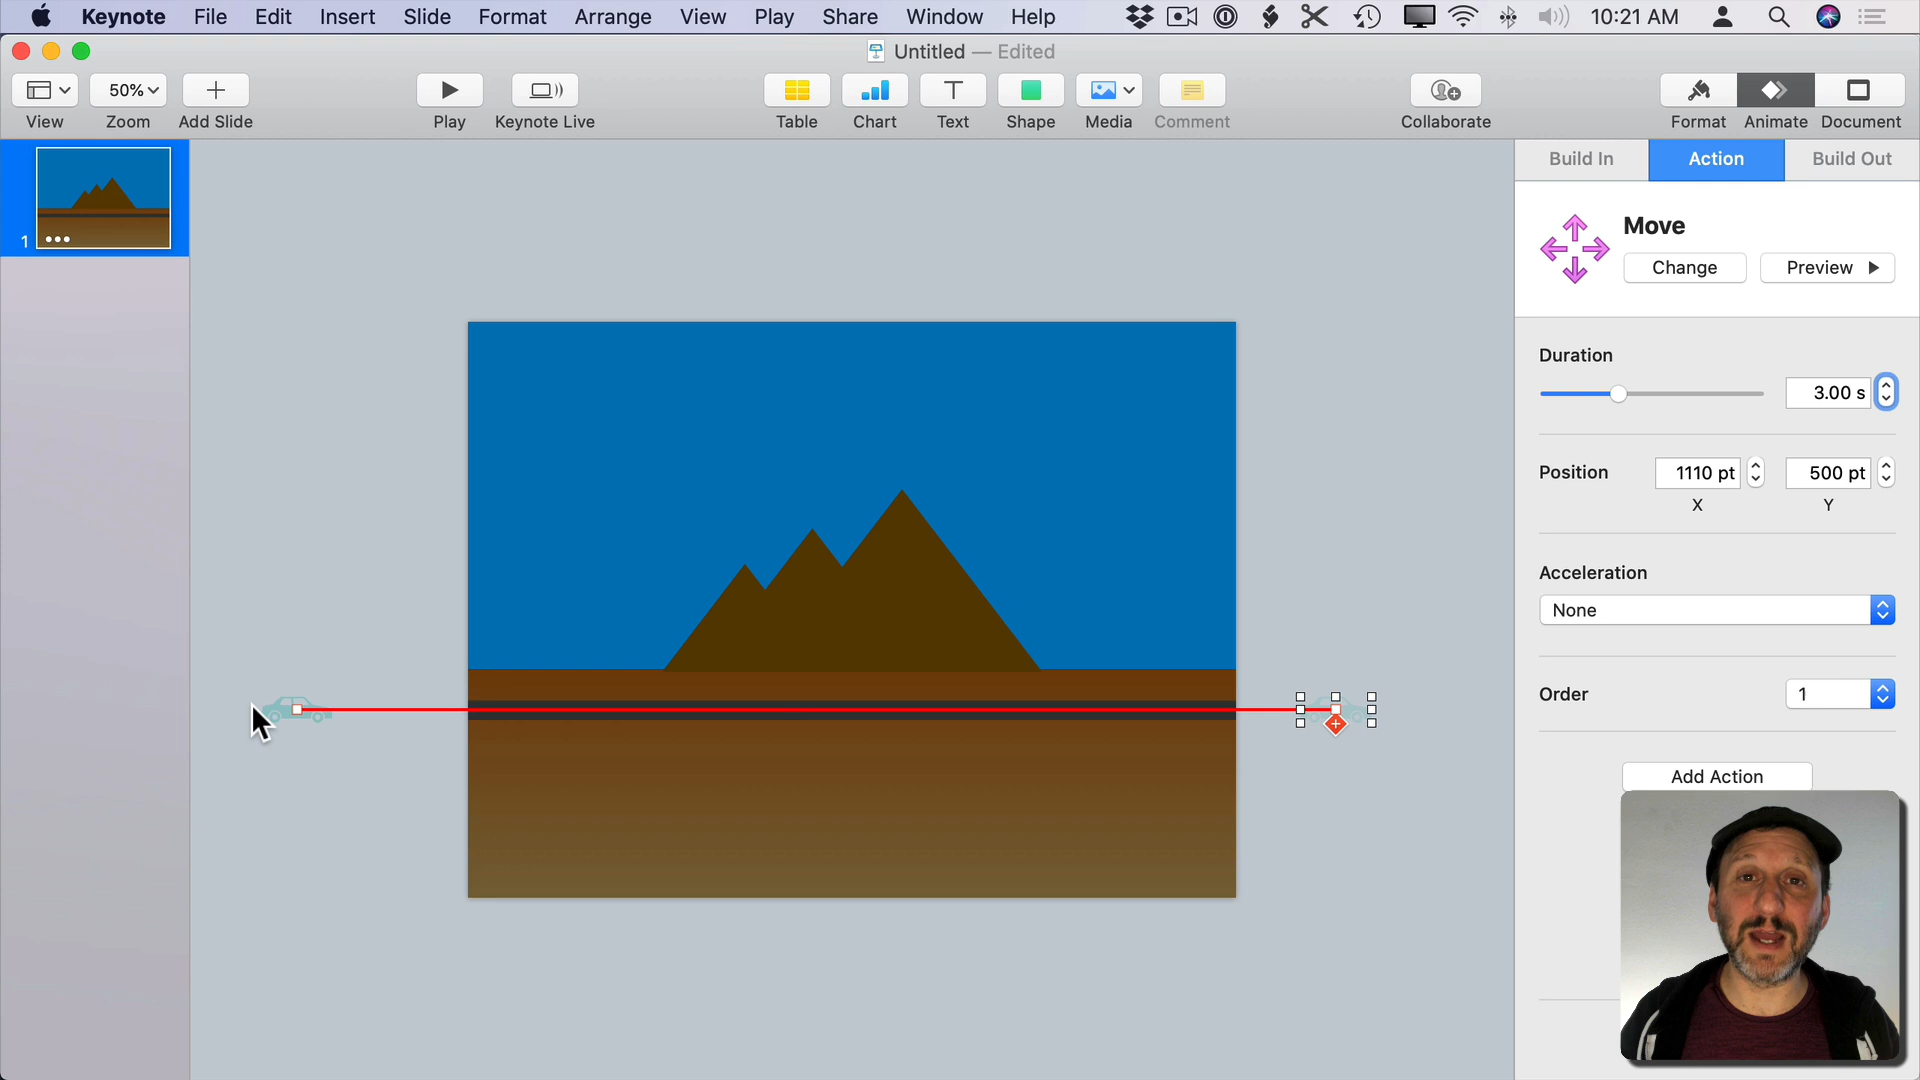 Keynote File Edit Insert Slide Format Arrange View Play Share Window Help 10:21 AM
Untitled — Edited
50%
View Zoom Add Slide Play Keynote Live Table Chart Text Shape Media Comment Collaborate Format Animate Document
Build In Action Build Out
1
Move
Change Preview
Duration
3.00 s
Position 1110 pt 500 pt
X Y
Acceleration
None
Order 1
Add Action